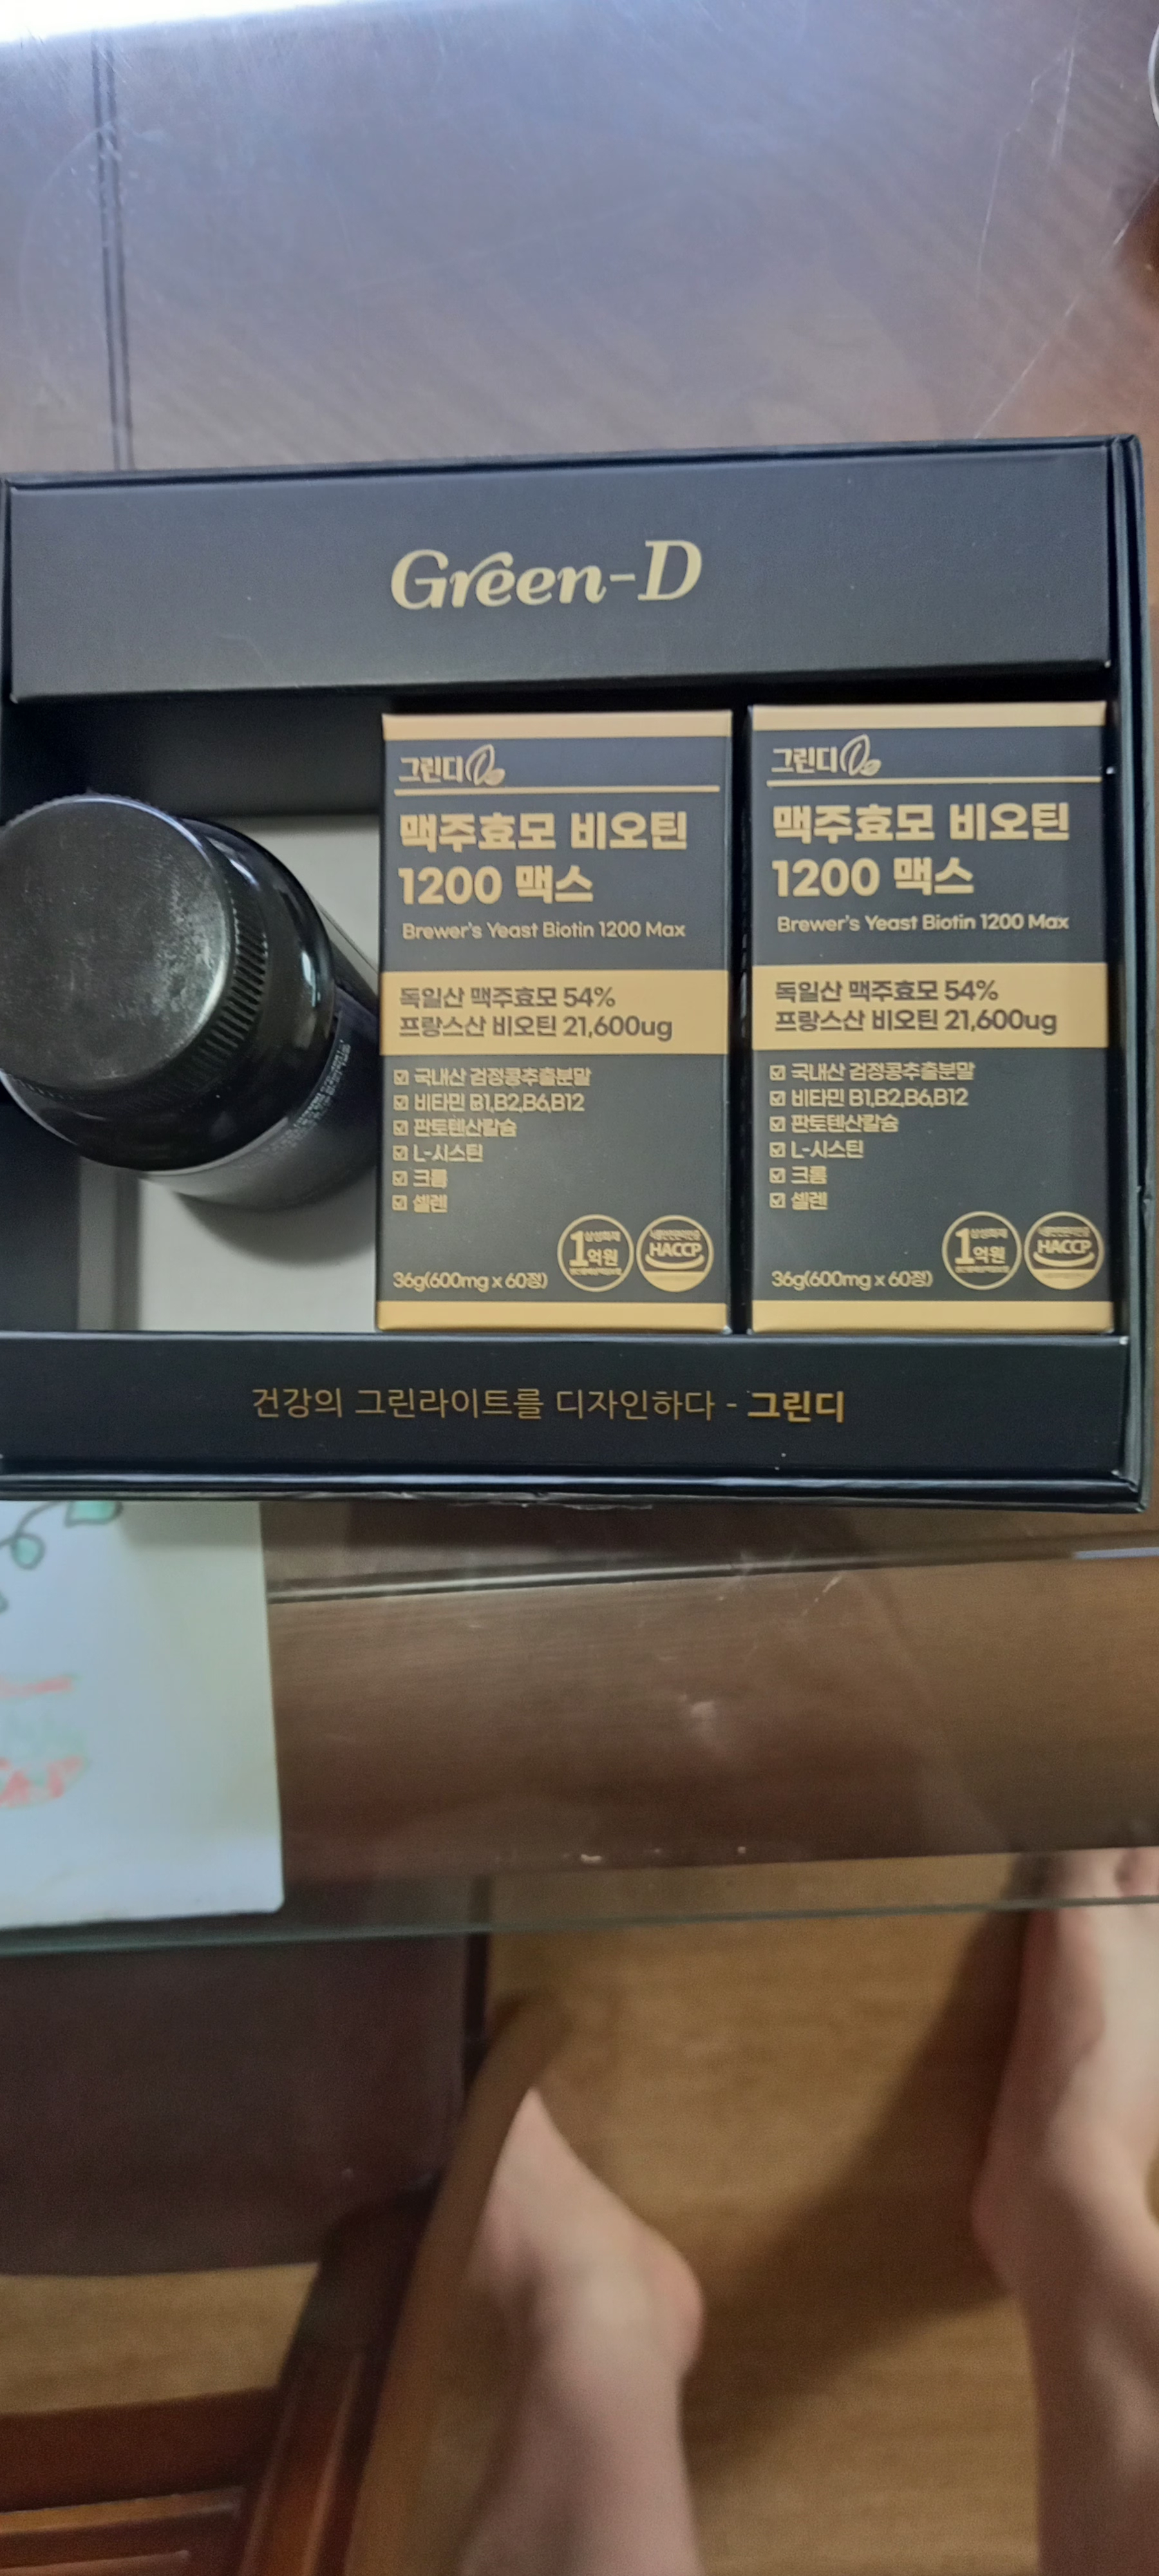 Green-D
그린디
맥주효모 비오틴
1200 맥스
Brewer's Yeast Biotin 1200 Max
독일산 맥주효모 54%
프랑스산 비오틴 21,600ug
☑ 국내산 검정콩추출분말
☑ 비타민 B1,B2,B6,B12
☑ 판토텐산칼슘
☑ L-시스틴
☑ 크롬
☑ 셀렌
36g(600mg x 60정)
삼성화재
1억원
HACCP
그린디
맥주효모 비오틴
1200 맥스
Brewer's Yeast Biotin 1200 Max
독일산 맥주효모 54%
프랑스산 비오틴 21,600ug
☑ 국내산 검정콩추출분말
☑ 비타민 B1,B2,B6,B12
☑ 판토텐산칼슘
☑ L-시스틴
☑ 크롬
☑ 셀렌
36g(600mg x 60정)
삼성화재
1억원
HACCP
건강의 그린라이트를 디자인하다 - 그린디